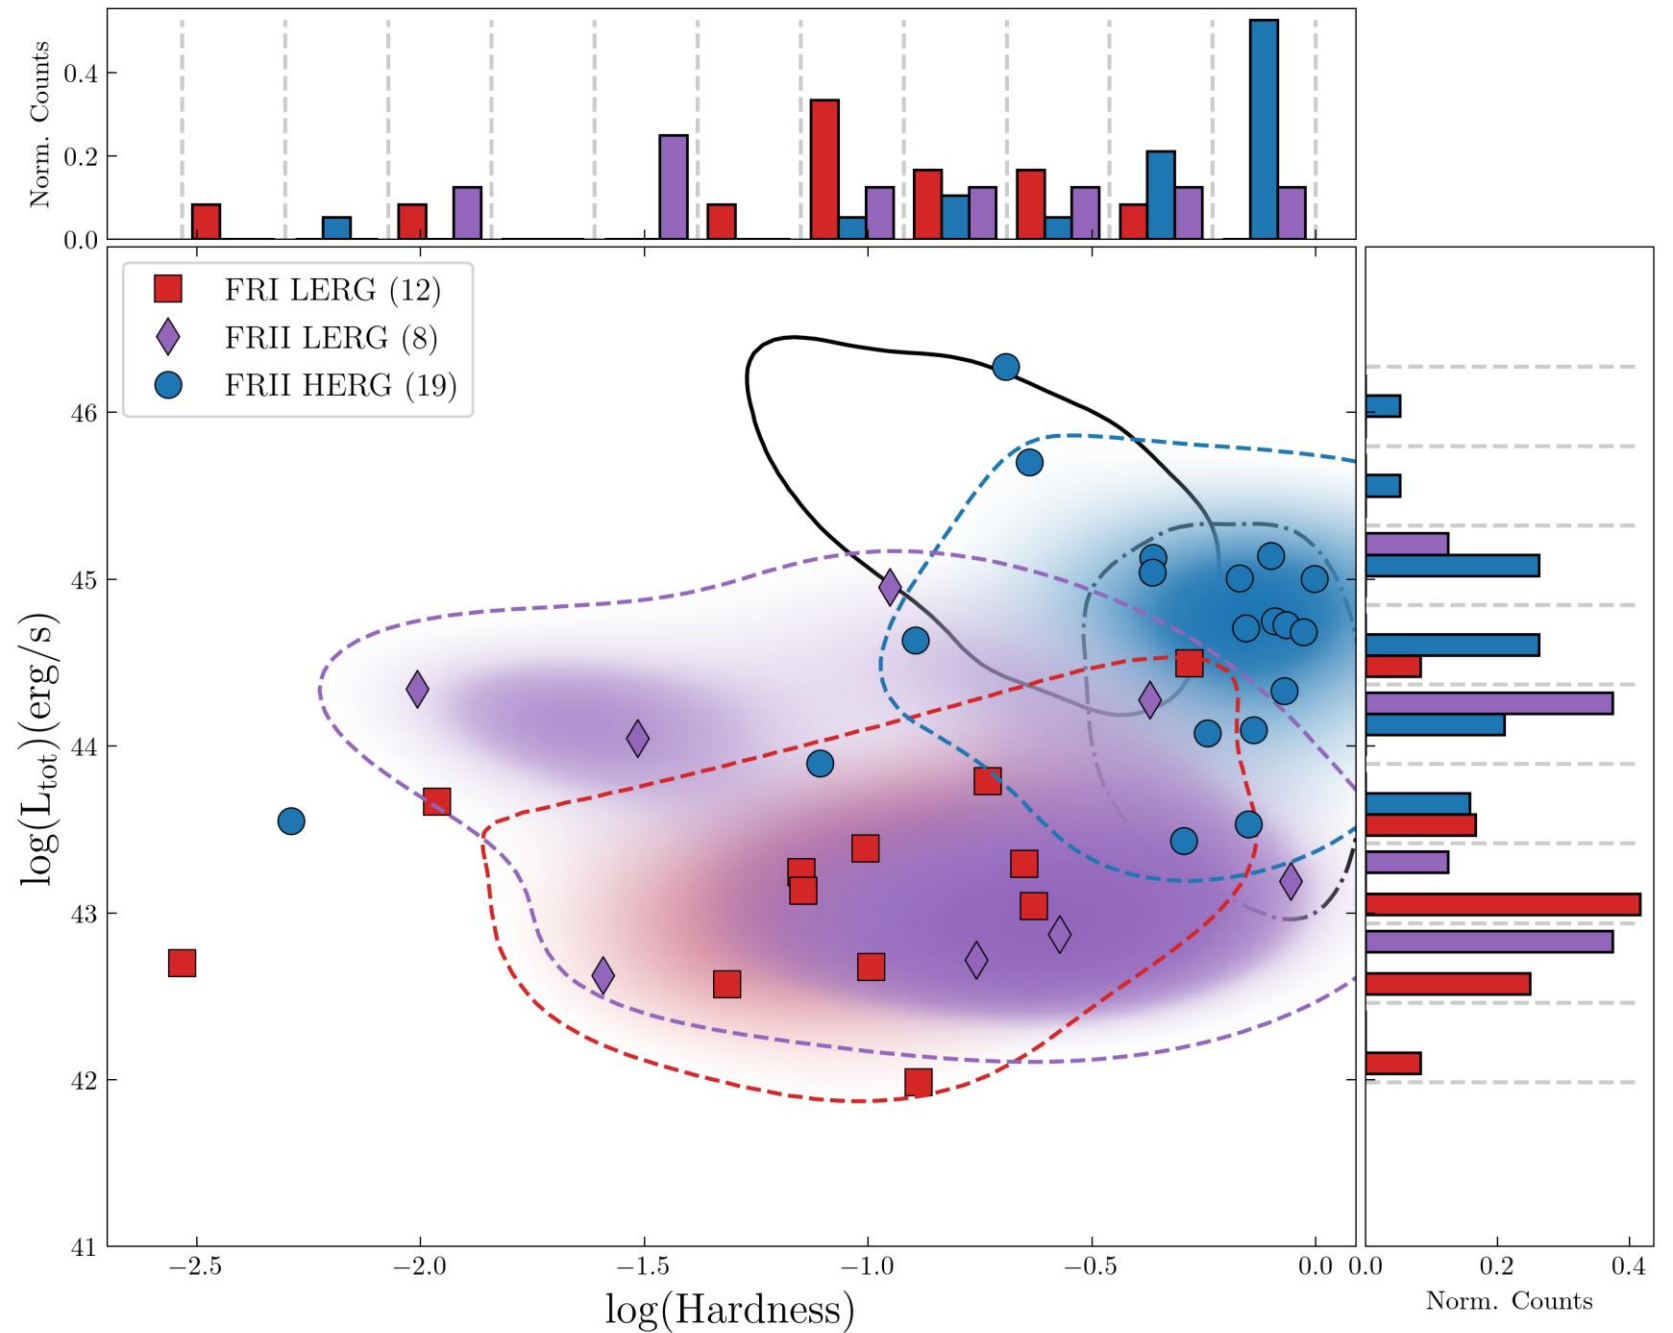 Norm. Counts
0.4
0.2
0.0
FRI LERG (12)
FRII LERG (8)
FRII HERG (19)
log(L_tot)(erg/s)
46
45
44
43
42
41
−2.5 −2.0 −1.5 −1.0 −0.5 0.0
log(Hardness)
0.0 0.2 0.4
Norm. Counts